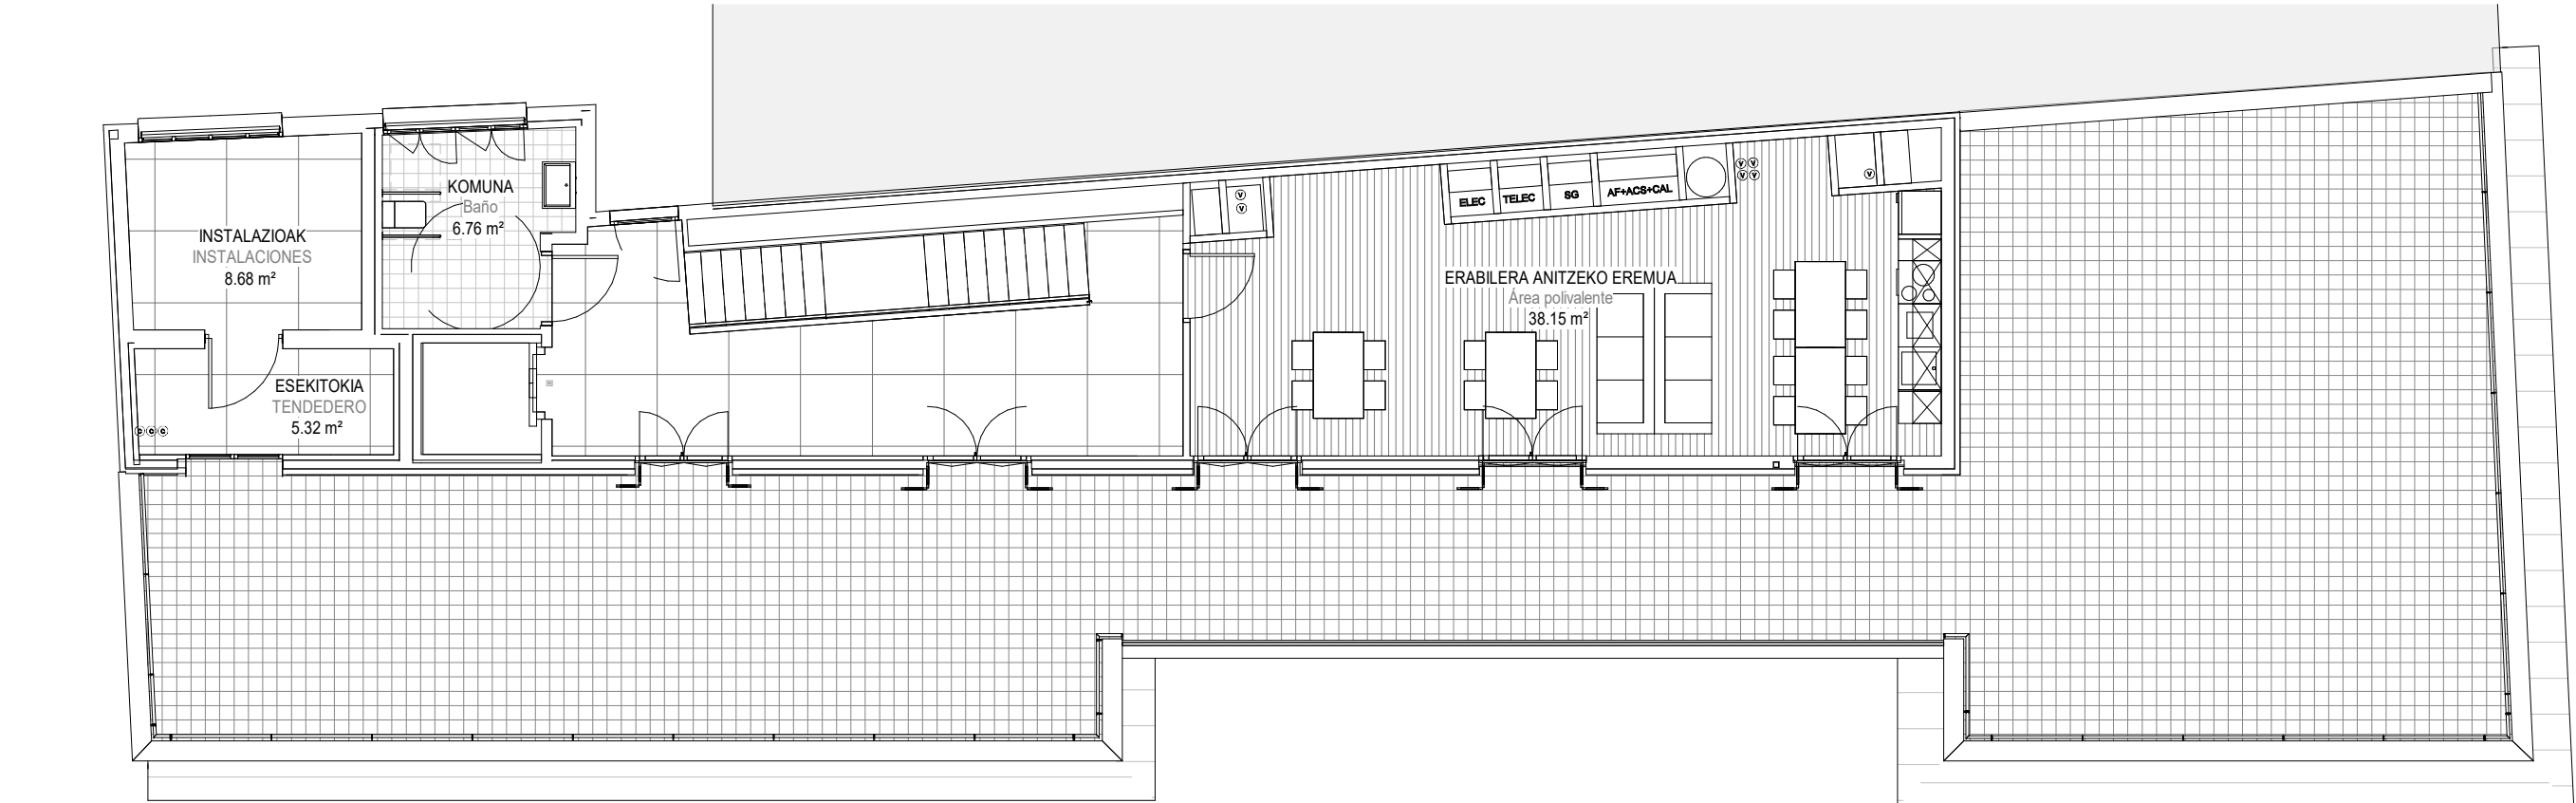 INSTALAZIOAK
INSTALACIONES
8.68 m²
KOMUNA
Baño
6.76 m²
ESEKITOKIA
TENDEDERO
5.32 m²
C C C
V
V
ELEC
TELEC
SG
AF+ACS+CAL
V V
V V
V
ERABILERA ANITZEKO EREMUA
Área polivalente
38.15 m²